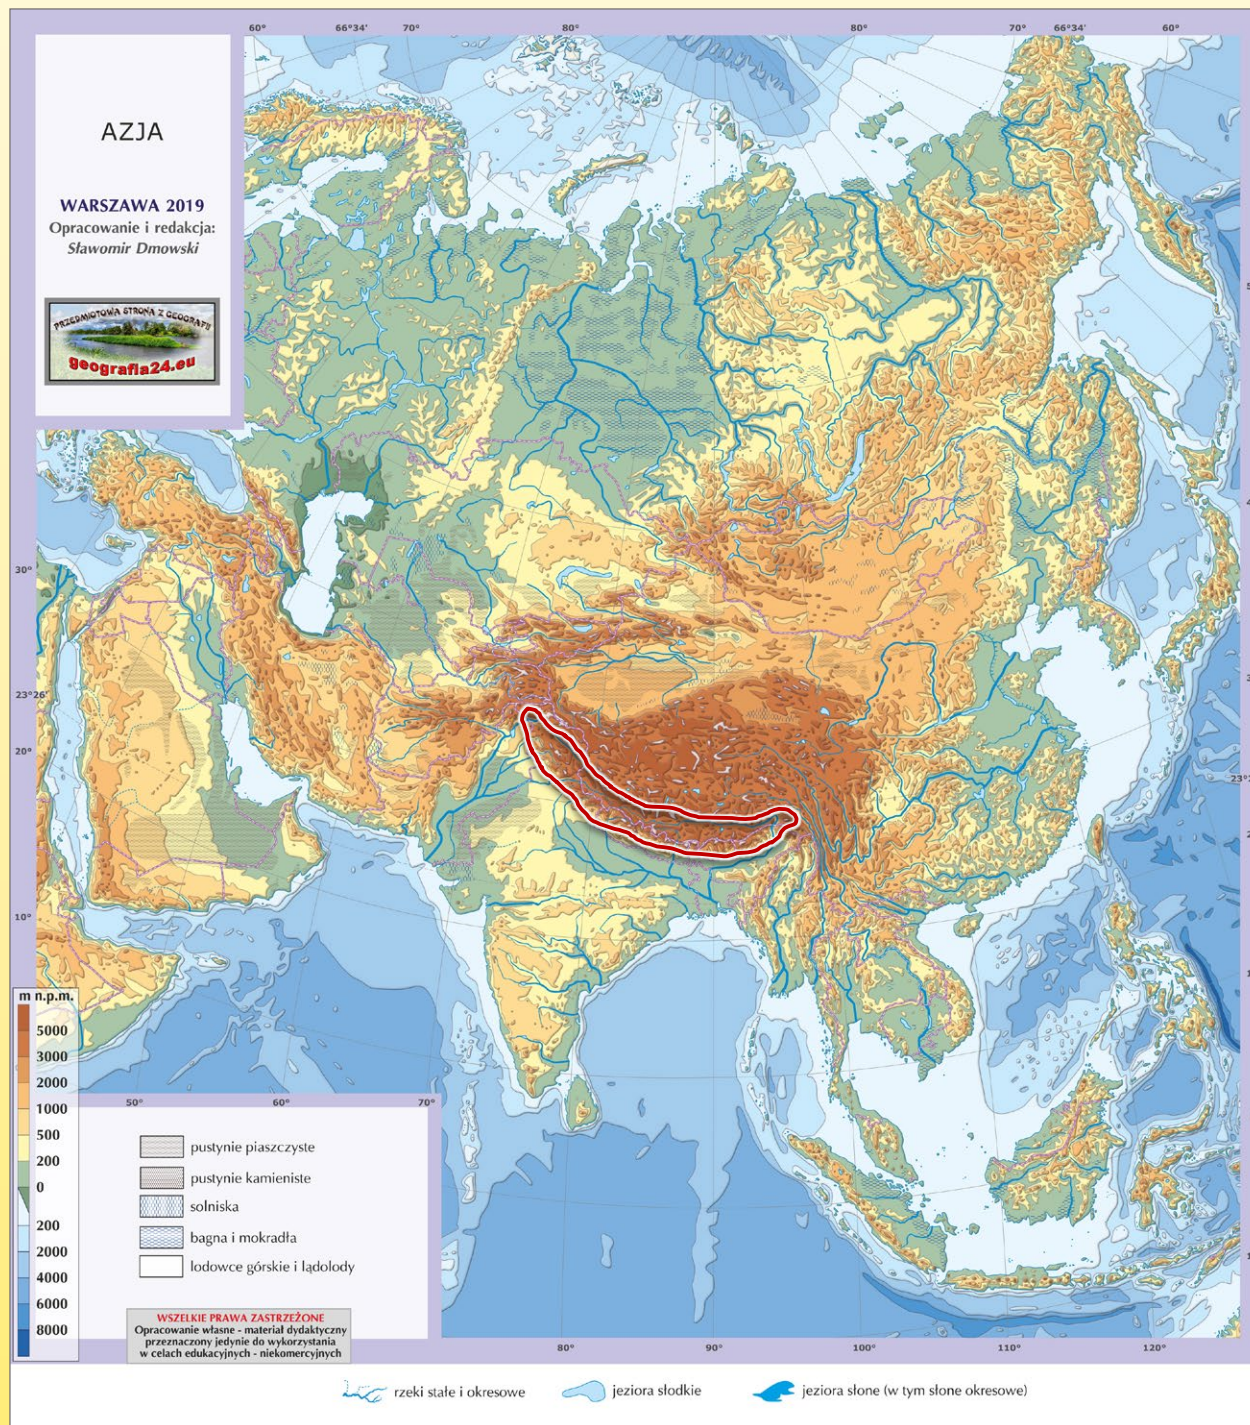 60°
66°34'
70°
80°
80°
70°
66°34'
60°
AZJA
WARSZAWA 2019
Opracowanie i redakcja:
Sławomir Dmowski
PRZEDMIOTOWA STRONA Z GEOGRAFII
geografia24.eu
30°
23°26'
20°
10°
m n.p.m.
5000
3000
2000
1000
500
200
0
200
2000
4000
6000
8000
50°
60°
70°
pustynie piaszczyste
pustynie kamieniste
solniska
bagna i mokradła
lodowce górskie i lądolody
WSZELKIE PRAWA ZASTRZEŻONE
Opracowanie własne - materiał dydaktyczny
przeznaczony jedynie do wykorzystania
w celach edukacyjnych - niekomercyjnych
80°
90°
100°
110°
120°
rzeki stałe i okresowe
jeziora słodkie
jeziora słone (w tym słone okresowe)